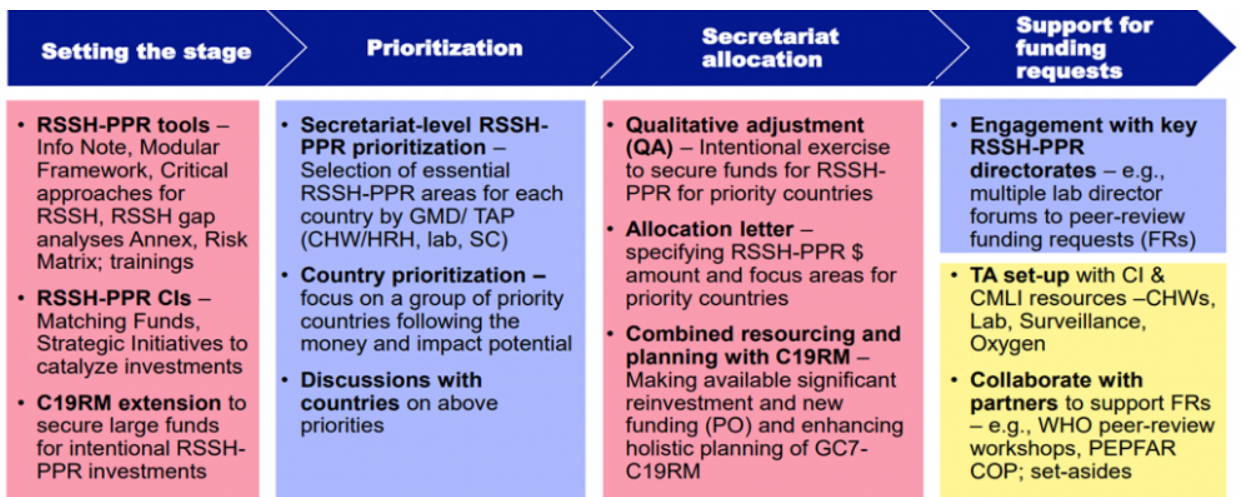 Setting the stage
Prioritization
Secretariat
allocation
Support for
funding
requests
• RSSH-PPR tools –
Info Note, Modular
Framework, Critical
approaches for
RSSH, RSSH gap
analyses Annex, Risk
Matrix; trainings
• RSSH-PPR CIs –
Matching Funds,
Strategic Initiatives to
catalyze investments
• C19RM extension to
secure large funds
for intentional RSSH-
PPR investments
• Secretariat-level RSSH-
PPR prioritization –
Selection of essential
RSSH-PPR areas for each
country by GMD/ TAP
(CHW/HRH, lab, SC)
• Country prioritization –
focus on a group of priority
countries following the
money and impact potential
• Discussions with
countries on above
priorities
• Qualitative adjustment
(QA) – Intentional exercise
to secure funds for RSSH-
PPR for priority countries
• Allocation letter –
specifying RSSH-PPR $
amount and focus areas for
priority countries
• Combined resourcing and
planning with C19RM –
Making available significant
reinvestment and new
funding (PO) and enhancing
holistic planning of GC7-
C19RM
• Engagement with key
RSSH-PPR
directorates – e.g.,
multiple lab director
forums to peer-review
funding requests (FRs)
• TA set-up with CI &
CMLI resources –CHWs,
Lab, Surveillance,
Oxygen
• Collaborate with
partners to support FRs
– e.g., WHO peer-review
workshops, PEPFAR
COP; set-asides